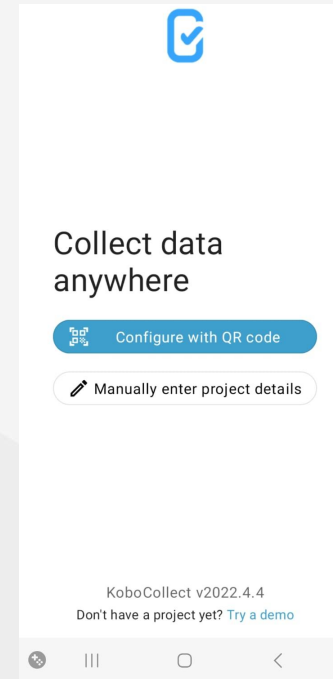 Collect data
anywhere
Configure with QR code
Manually enter project details
KoboCollect v2022.4.4
Don't have a project yet? Try a demo